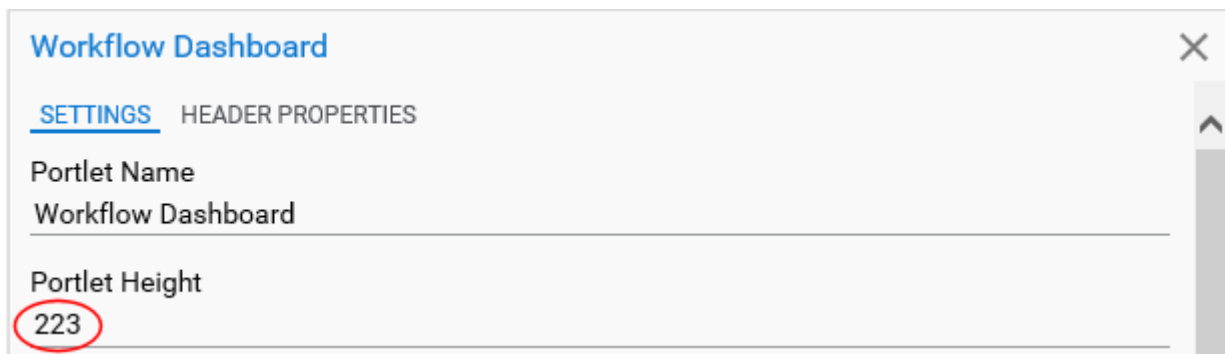 Workflow Dashboard
SETTINGS HEADER PROPERTIES
Portlet Name
Workflow Dashboard
Portlet Height
223